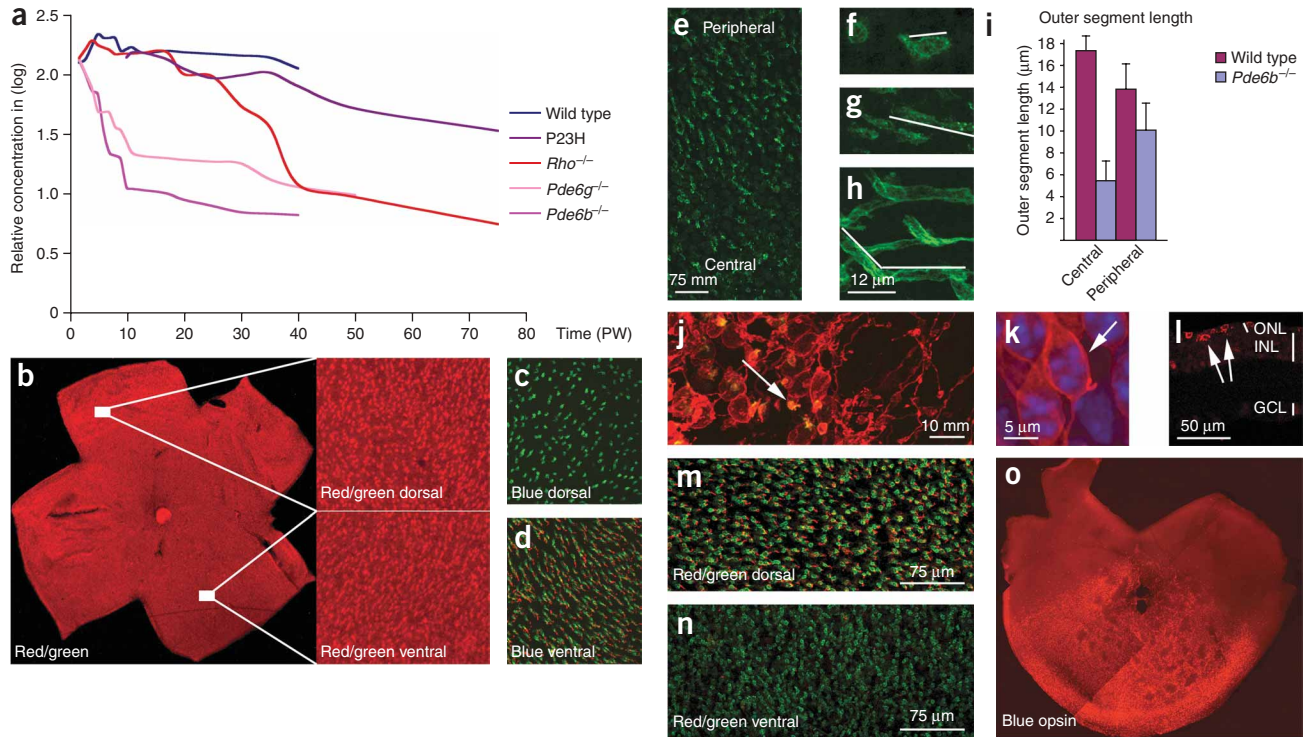 a
2.5
2.0
1.5
1.0
0.5
0
Relative concentration in (log)
0
10
20
30
40
50
60
70
80
Time (PW)
Wild type
P23H
Rho–/–
Pde6g–/–
Pde6b–/–
b
Red/green
Red/green dorsal
Red/green ventral
c
Blue dorsal
d
Blue ventral
e
Peripheral
Central
75 mm
f
g
h
12 µm
i
Outer segment length
Outer segment length (µm)
18
16
14
12
10
8
6
4
2
Central
Peripheral
Wild type
Pde6b–/–
j
10 mm
k
5 µm
l
ONL
INL
GCL
50 µm
m
Red/green dorsal
75 µm
n
Red/green ventral
75 µm
o
Blue opsin